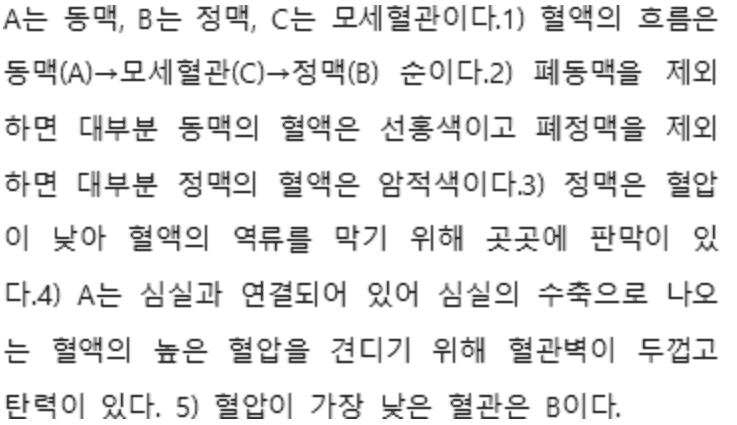 A는 동맥, B는 정맥, C는 모세혈관이다.1) 혈액의 흐름은
동맥(A)→모세혈관(C)→정맥(B) 순이다.2) 폐동맥을 제외
하면 대부분 동맥의 혈액은 선홍색이고 폐정맥을 제외
하면 대부분 정맥의 혈액은 암적색이다.3) 정맥은 혈압
이 낮아 혈액의 역류를 막기 위해 곳곳에 판막이 있
다.4) A는 심실과 연결되어 있어 심실의 수축으로 나오
는 혈액의 높은 혈압을 견디기 위해 혈관벽이 두껍고
탄력이 있다. 5) 혈압이 가장 낮은 혈관은 B이다.